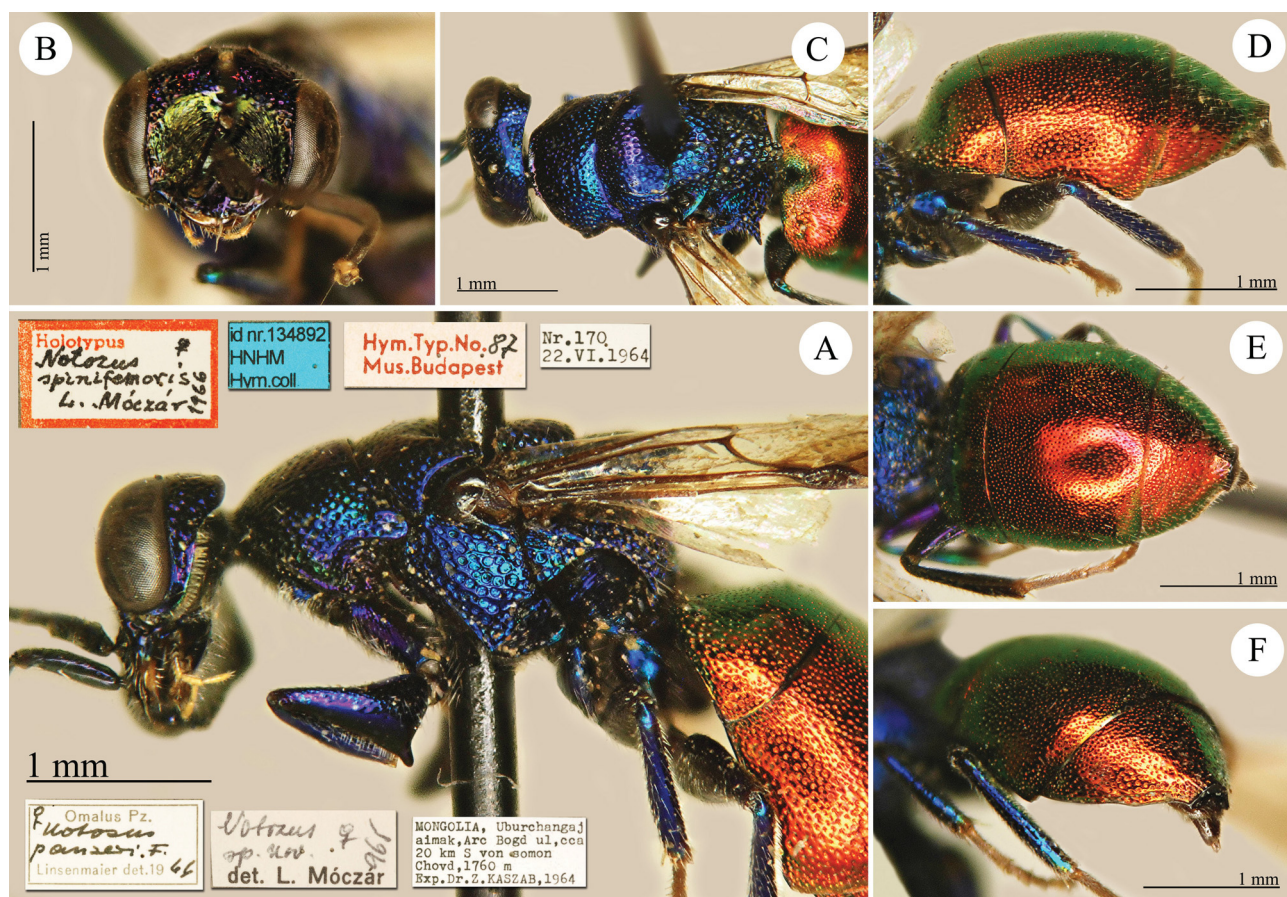 B
1 mm
C
1 mm
D
1 mm
A
Holotypus ♀
Notozus
spinifemoris
L. Móczár 1966
id nr.134892
HNHM
Hym.coll.
Hym.Typ.No. 87
Mus.Budapest
Nr.170
22.VI.1964
E
1 mm
1 mm
♀ Omalus Pz.
Notozus
panzeri. F.
Linsenmaier det.19 66
Notozus ♀
sp. nov.
det. L. Móczár
MONGOLIA, Uburchangaj
aimak,Arc Bogd ul,cca
20 km S von somon
Chovd,1760 m
Exp.Dr.Z.KASZAB,1964
F
1 mm